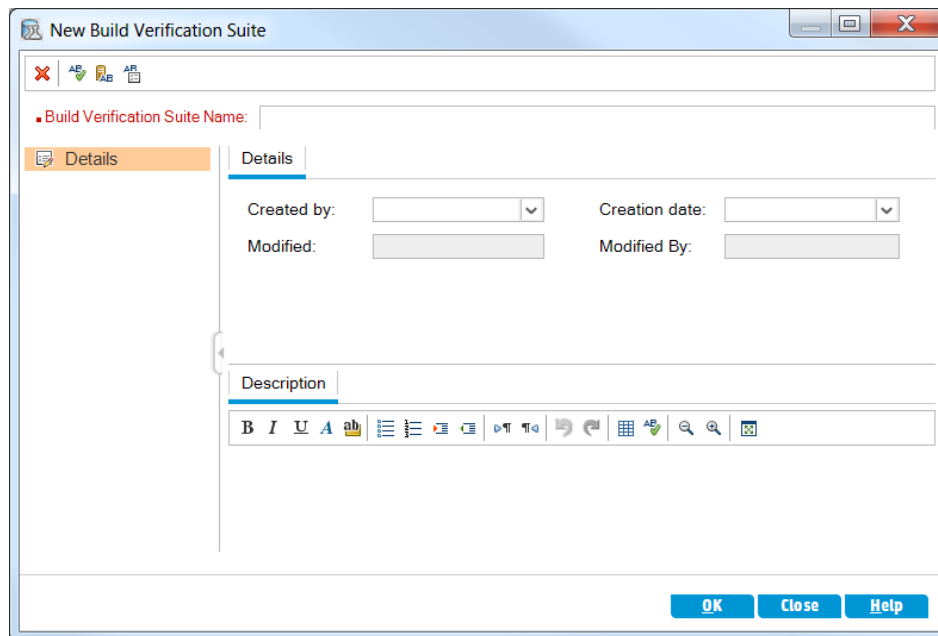 New Build Verification Suite
Build Verification Suite Name:
Details Details
Created by: Creation date:
Modified: Modified By:
Description
B I U A ab
OK Close Help